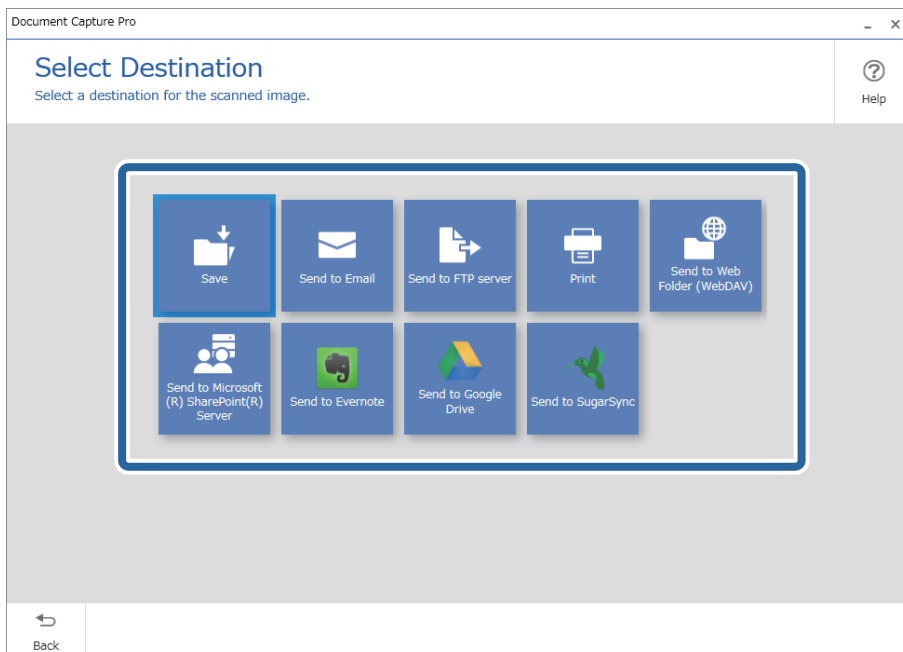 Document Capture Pro
Select Destination
Select a destination for the scanned image.
Help
Save
Send to Email
Send to FTP server
Print
Send to Web
Folder (WebDAV)
Send to Microsoft
(R) SharePoint(R)
Server
Send to Evernote
Send to Google
Drive
Send to SugarSync
Back